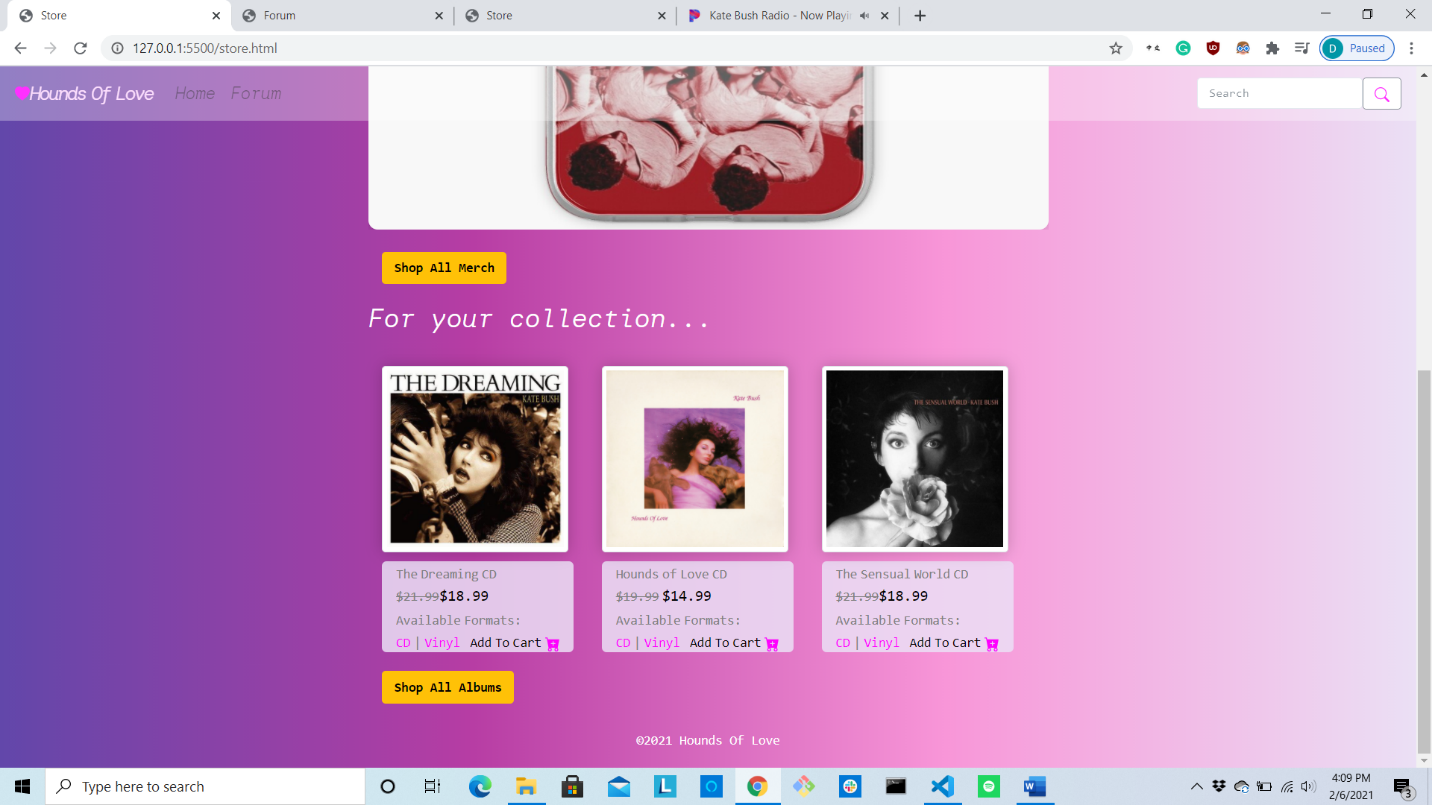 Store
Forum
Store
Kate Bush Radio - Now Playin
127.0.0.1:5500/store.html
D Paused
Hounds Of Love Home Forum
Search
Shop All Merch
For your collection...
THE DREAMING
KATE BUSH
Kate Bush
Hounds Of Love
THE SENSUAL WORLD KATE BUSH
The Dreaming CD
$21.99$18.99
Available Formats:
CD | Vinyl Add To Cart
Hounds of Love CD
$19.99 $14.99
Available Formats:
CD | Vinyl Add To Cart
The Sensual World CD
$21.99$18.99
Available Formats:
CD | Vinyl Add To Cart
Shop All Albums
©2021 Hounds Of Love
Type here to search
4:09 PM
2/6/2021
3